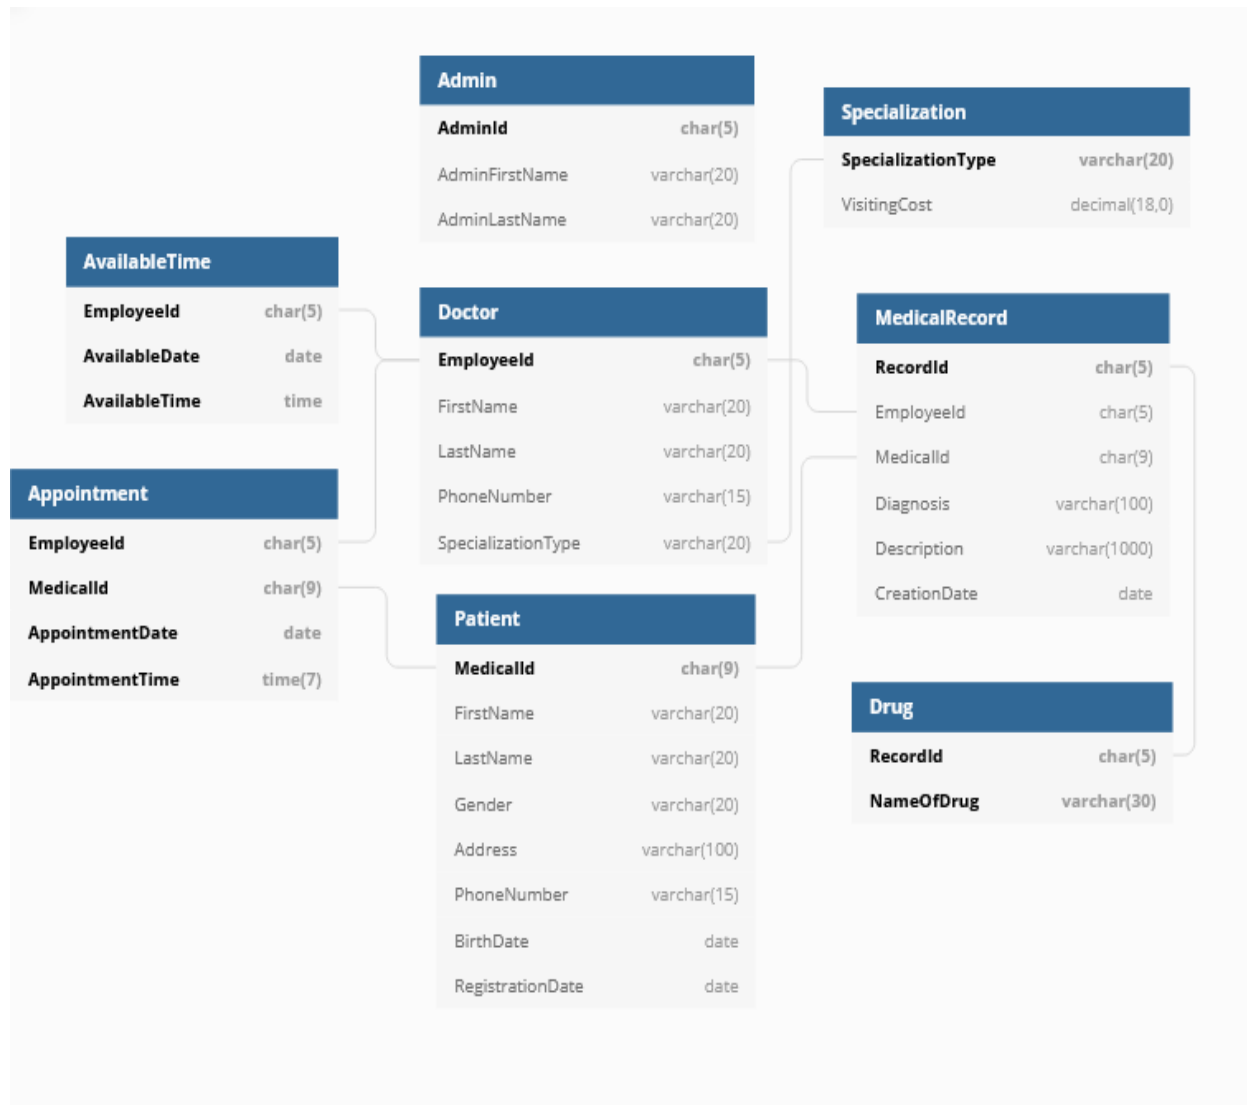 Admin
AdminId char(5)
AdminFirstName varchar(20)
AdminLastName varchar(20)
Specialization
SpecializationType varchar(20)
VisitingCost decimal(18,0)
AvailableTime
EmployeeId char(5)
AvailableDate date
AvailableTime time
Doctor
EmployeeId char(5)
FirstName varchar(20)
LastName varchar(20)
PhoneNumber varchar(15)
SpecializationType varchar(20)
MedicalRecord
RecordId char(5)
EmployeeId char(5)
MedicalId char(9)
Diagnosis varchar(100)
Description varchar(1000)
CreationDate date
Appointment
EmployeeId char(5)
MedicalId char(9)
AppointmentDate date
AppointmentTime time(7)
Patient
MedicalId char(9)
FirstName varchar(20)
LastName varchar(20)
Gender varchar(20)
Address varchar(100)
PhoneNumber varchar(15)
BirthDate date
RegistrationDate date
Drug
RecordId char(5)
NameOfDrug varchar(30)